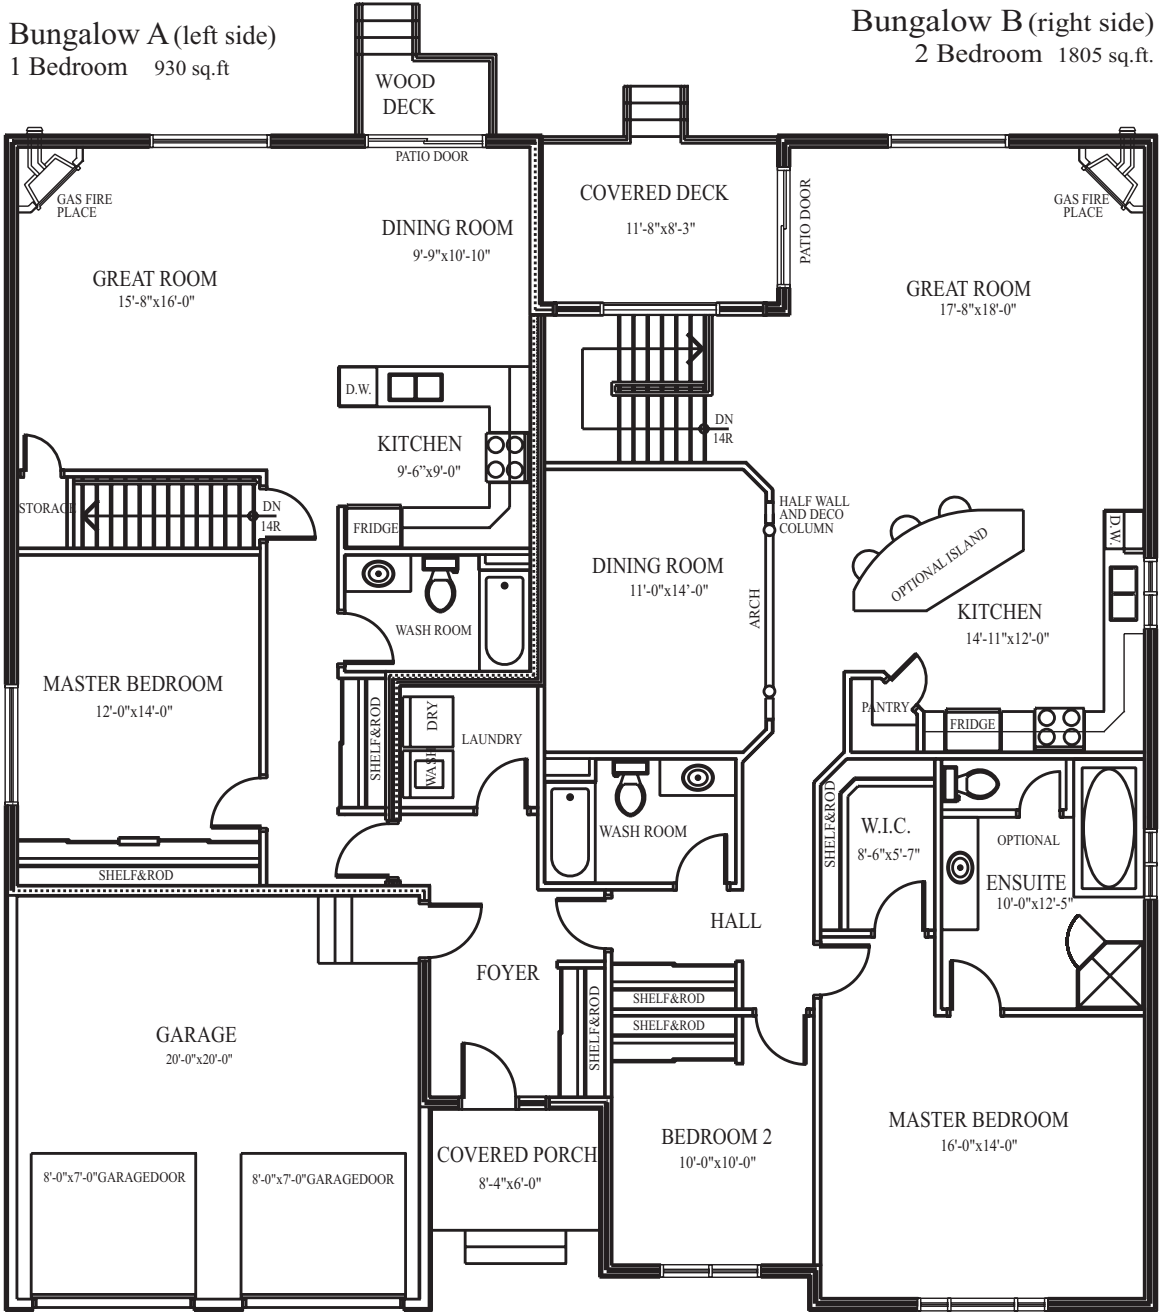 Bungalow A (left side)
1 Bedroom 930 sq.ft
Bungalow B (right side)
2 Bedroom 1805 sq.ft.
WOOD
DECK
PATIO DOOR
GAS FIRE
PLACE
DINING ROOM
9'-9"x10'-10"
GREAT ROOM
15'-8"x16'-0"
COVERED DECK
11'-8"x8'-3"
PATIO DOOR
GAS FIRE
PLACE
GREAT ROOM
17'-8"x18'-0"
D.W.
KITCHEN
9'-6”x9'-0"
FRIDGE
STORAGE
DN
14R
DN
14R
HALF WALL
AND DECO
COLUMN
DINING ROOM
11'-0"x14’-0"
ARCH
OPTIONAL ISLAND
D.W.
KITCHEN
14'-11"x12'-0"
PANTRY
FRIDGE
WASH ROOM
MASTER BEDROOM
12'-0"x14'-0"
SHELF&ROD
DRY
WASH
LAUNDRY
SHELF&ROD
WASH ROOM
SHELF&ROD
W.I.C.
8'-6"x5'-7"
OPTIONAL
ENSUITE
10'-0"x12'-5"
HALL
FOYER
SHELF&ROD
SHELF&ROD
SHELF&ROD
GARAGE
20'-0"x20'-0"
8'-0"x7'-0"GARAGEDOOR
8'-0"x7'-0"GARAGEDOOR
COVERED PORCH
8'-4"x6'-0"
BEDROOM 2
10'-0"x10'-0"
MASTER BEDROOM
16'-0"x14'-0"